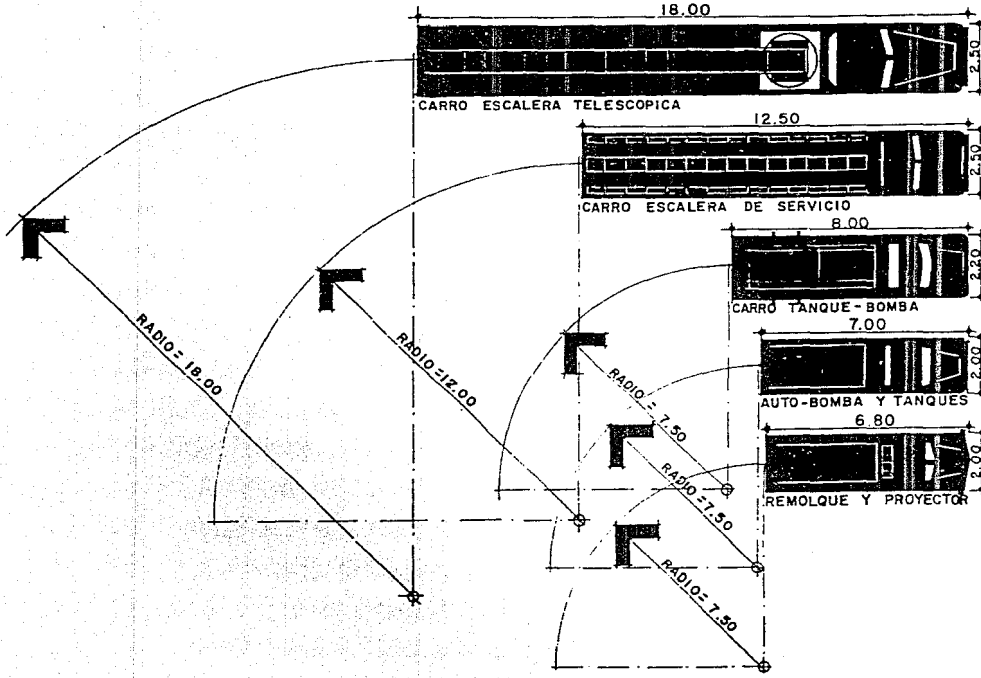 18.00
2.50
CARRO ESCALERA TELESCOPICA
12.50
2.50
CARRO ESCALERA DE SERVICIO
8.00
2.20
CARRO TANQUE-BOMBA
7.00
2.00
AUTO-BOMBA Y TANQUES
6.80
2.00
REMOLQUE Y PROYECTOR
RADIO= 18.00
RADIO=12.00
RADIO= 7.50
RADIO=7.50
RADIO= 7.50